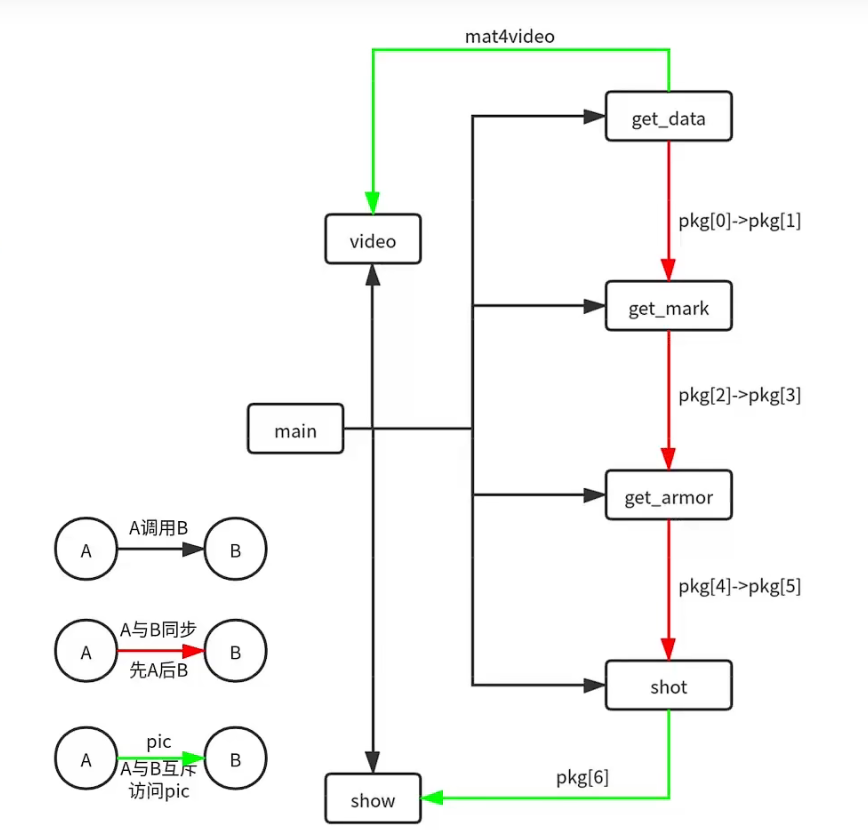 mat4video
get_data
pkg[0]->pkg[1]
video
get_mark
pkg[2]->pkg[3]
main
get_armor
A调用B
A
B
pkg[4]->pkg[5]
A与B同步
A
B
先A后B
shot
pic
A
B
A与B互斥
访问pic
pkg[6]
show